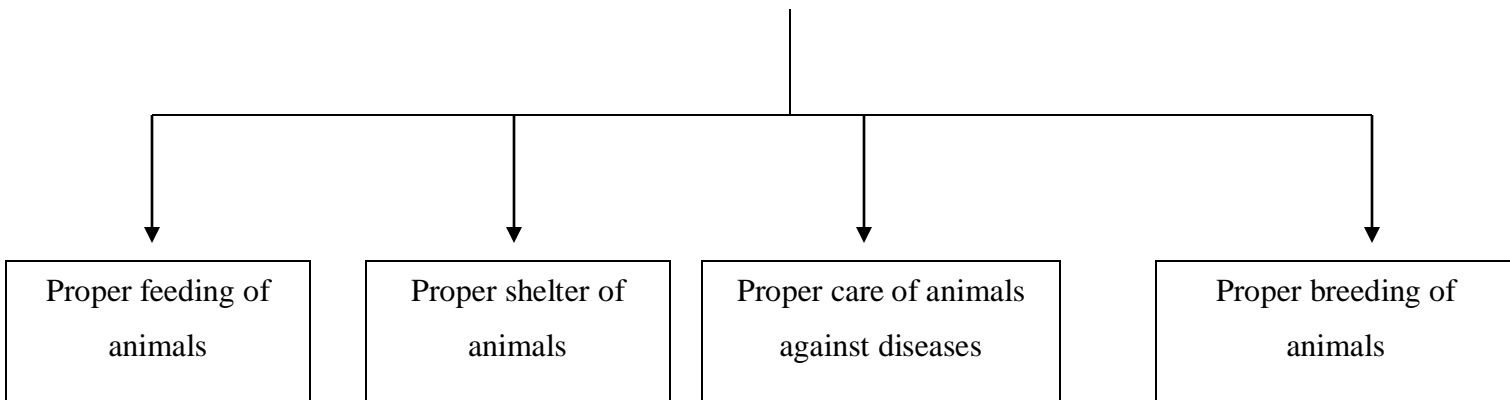 Proper feeding of
animals
Proper shelter of
animals
Proper care of animals
against diseases
Proper breeding of
animals